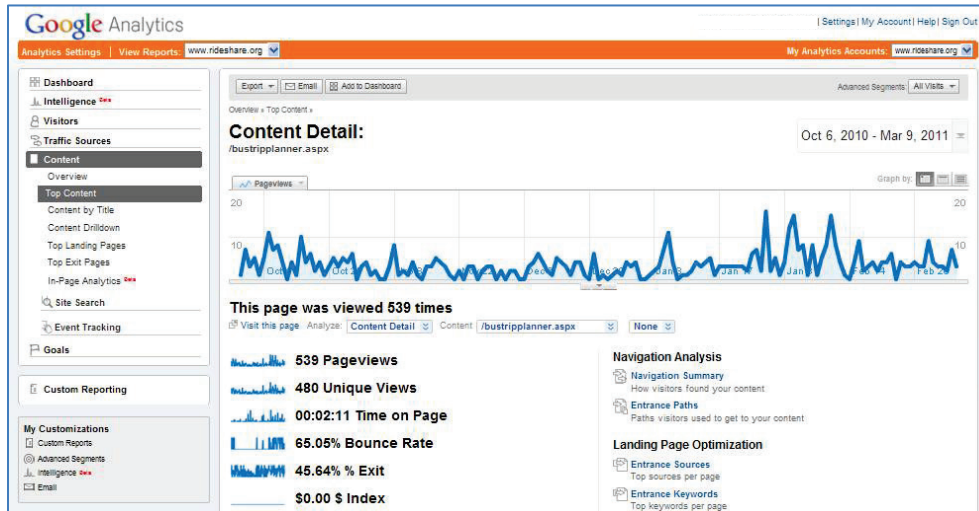 Google Analytics
| Settings | My Account | Help | Sign Out
Analytics Settings | View Reports: www.rideshare.org
My Analytics Accounts: www.rideshare.org
Dashboard
Intelligence Beta
Visitors
Traffic Sources
Content
Overview
Top Content
Content by Title
Content Drilldown
Top Landing Pages
Top Exit Pages
In-Page Analytics Beta
Site Search
Event Tracking
Goals
Custom Reporting
My Customizations
Custom Reports
Advanced Segments
Intelligence Beta
Email
Export Email Add to Dashboard
Advanced Segments: All Visits
Overview » Top Content »
Content Detail:
/bustripplanner.aspx
Oct 6, 2010 - Mar 9, 2011
Pageviews
Graph by:
20 20
10 10
This page was viewed 539 times
Visit this page Analyze: Content Detail Content /bustripplanner.aspx None
539 Pageviews
480 Unique Views
00:02:11 Time on Page
65.05% Bounce Rate
45.64% % Exit
$0.00 $ Index
Navigation Analysis
Navigation Summary
How visitors found your content
Entrance Paths
Paths visitors used to get to your content
Landing Page Optimization
Entrance Sources
Top sources per page
Entrance Keywords
Top keywords per page